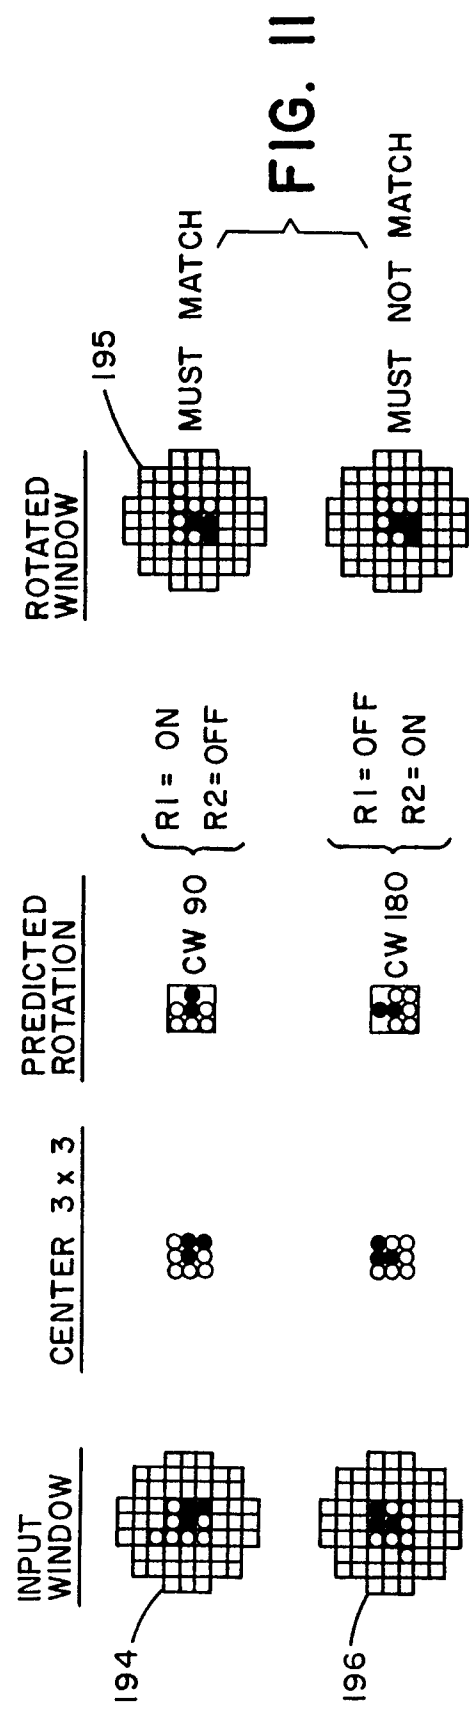 INPUT
WINDOW
CENTER 3 x 3
PREDICTED
ROTATION
ROTATED
WINDOW
194
CW 90
R1 = ON
R2 = OFF
195
MUST MATCH
196
CW 180
R1 = OFF
R2 = ON
MUST NOT MATCH
FIG. 11